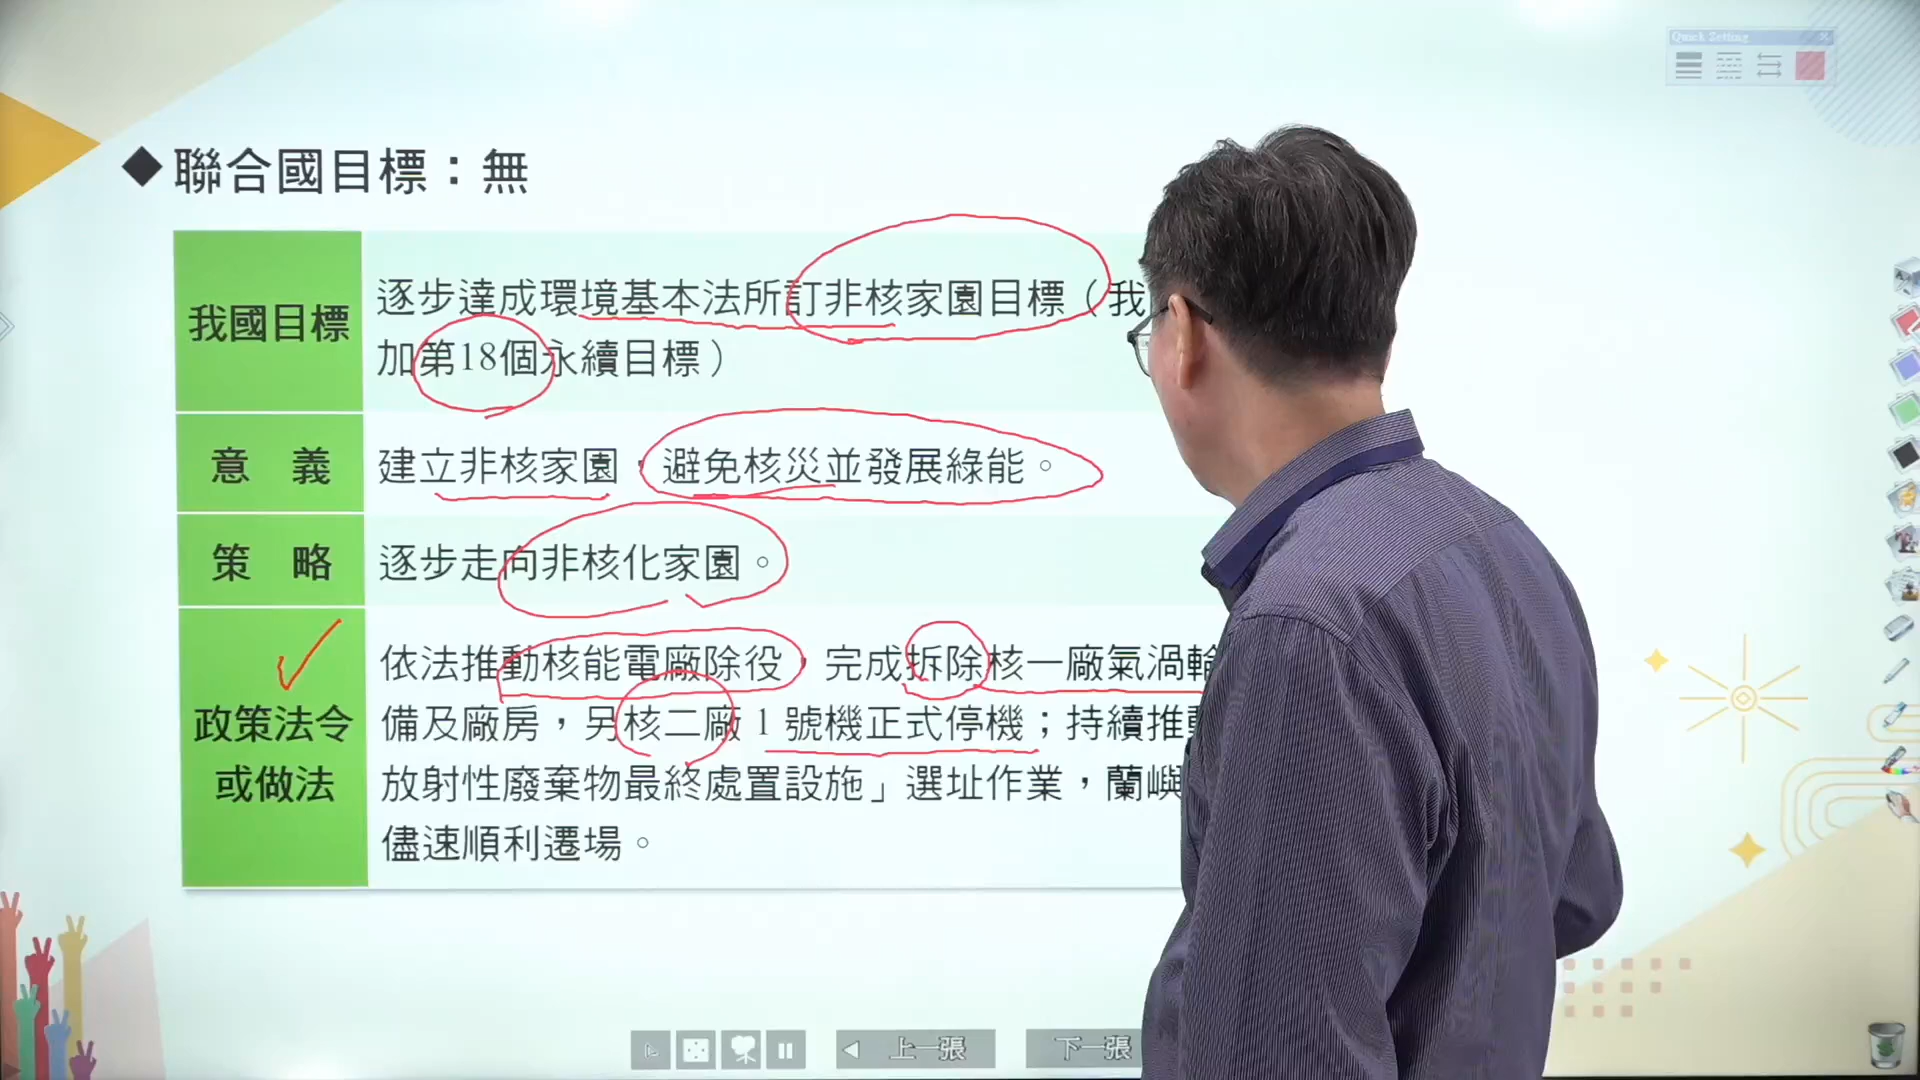 Quick Setting
◆聯合國目標：無
我國目標
逐步達成環境基本法所訂非核家園目標（我
加第18個永續目標）
意義
建立非核家園，避免核災並發展綠能。
策略
逐步走向非核化家園。
政策法令
或做法
依法推動核能電廠除役，完成拆除核一廠氣渦輪
備及廠房，另核二廠1號機正式停機；持續推動
放射性廢棄物最終處置設施」選址作業，蘭嶼
儘速順利遷場。
上一張
下一張